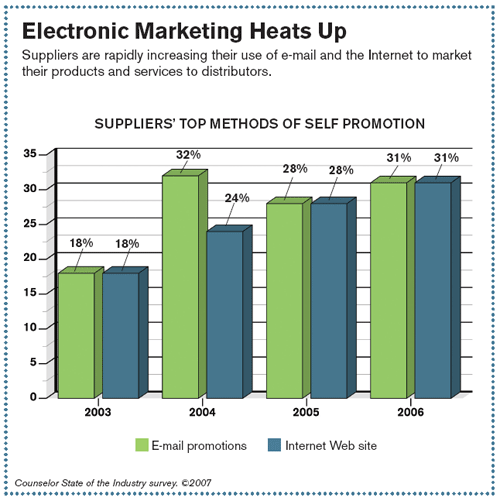 Electronic Marketing Heats Up
Suppliers are rapidly increasing their use of e-mail and the Internet to market
their products and services to distributors.
SUPPLIERS' TOP METHODS OF SELF PROMOTION
35
30
25
20
15
10
5
0
18%
18%
32%
24%
28%
28%
31%
31%
2003
2004
2005
2006
E-mail promotions
Internet Web site
Counselor State of the Industry survey. ©2007